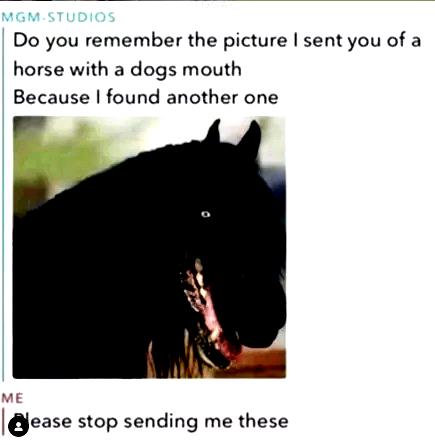 MGM-STUDIOS
Do you remember the picture I sent you of a
horse with a dogs mouth
Because I found another one
ME
Please stop sending me these